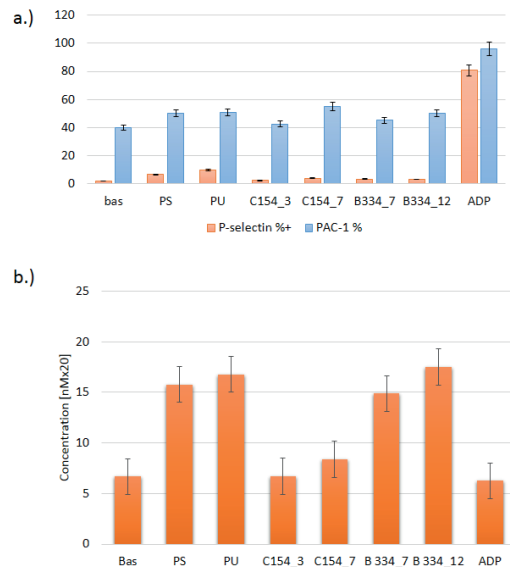 a.)
120
100
80
60
40
20
0
bas PS PU C154_3 C154_7 B334_7 B334_12 ADP
P-selectin %+ PAC-1 %
b.)
Concentration [nMx20]
25
20
15
10
5
0
Bas PS PU C154_3 C154_7 B 334_7 B 334_12 ADP